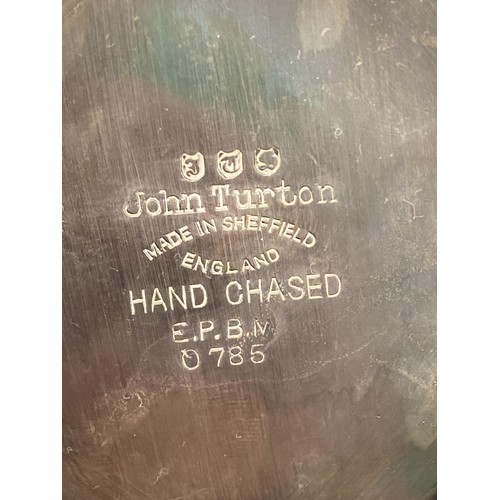 John Turton
MADE IN SHEFFIELD
ENGLAND
HAND CHASED
E.P.B.M
0785